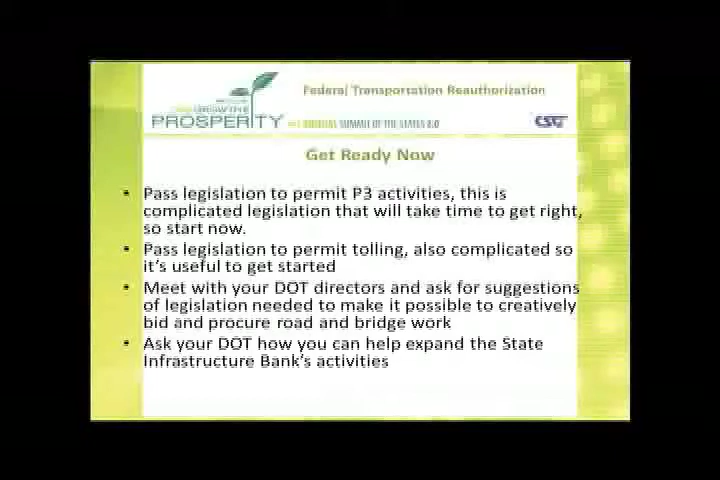 Federal Transportation Reauthorization
PROSPERITY
SUMMIT OF THE STATES
CSG
Get Ready Now
• Pass legislation to permit P3 activities, this is
complicated legislation that will take time to get right,
so start now.
• Pass legislation to permit tolling, also complicated so
it's useful to get started
• Meet with your DOT directors and ask for suggestions
of legislation needed to make it possible to creatively
bid and procure road and bridge work
• Ask your DOT how you can help expand the State
Infrastructure Bank's activities